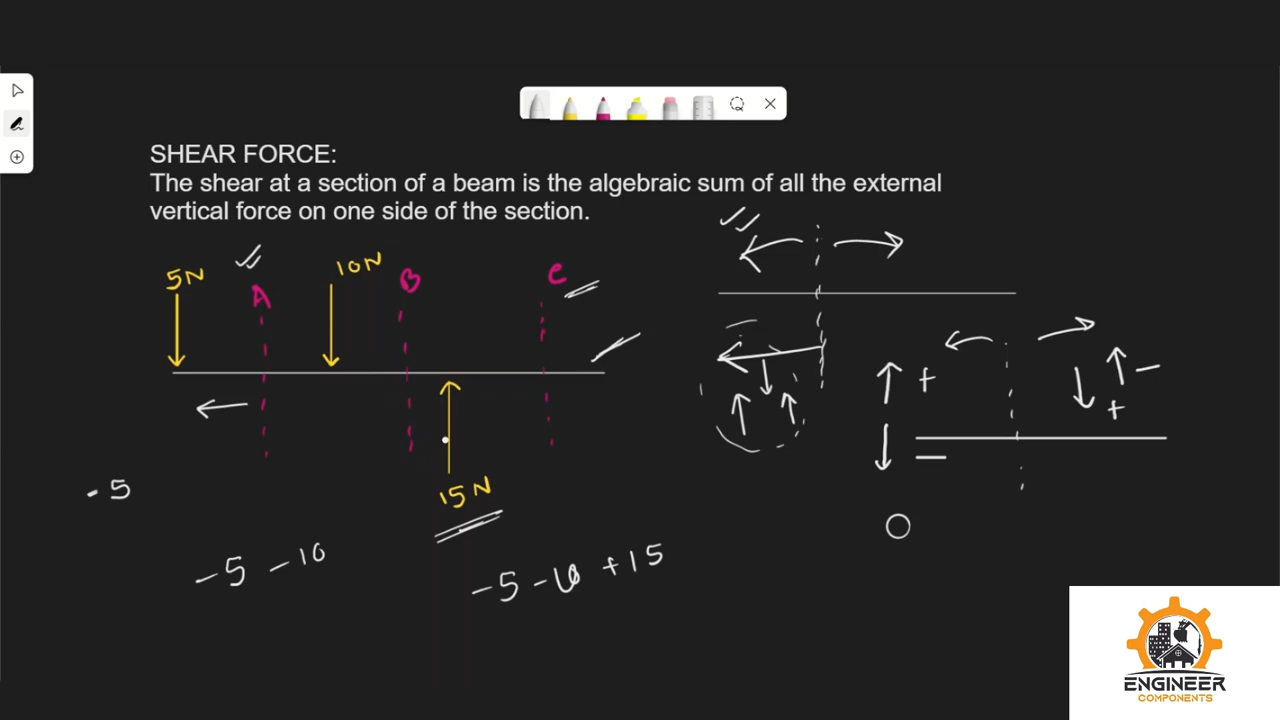 SHEAR FORCE:
The shear at a section of a beam is the algebraic sum of all the external
vertical force on one side of the section.
5N
A
10N
B
C
15N
+
-
+
-
0
-5
-5 -10
-5 -10 +15
ENGINEER
COMPONENTS